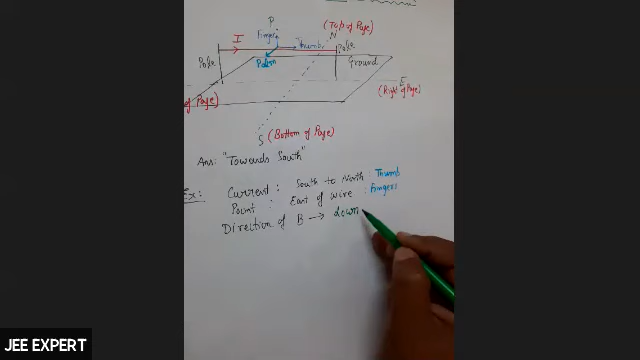 (Top of Page)
N
P
fingers
I
Thumb
Pole
Pole
Palm
Ground
E
(Right of Page)
of Page)
S (Bottom of Page)
Ans: "Towards South"
Ex: Current : South to North : Thumb
Point : East of wire : Fingers
Direction of B → down
JEE EXPERT